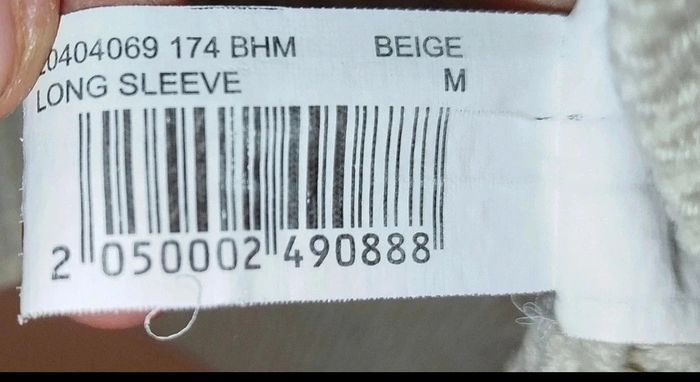 20404069 174 BHM BEIGE
LONG SLEEVE M
2 050002 490888